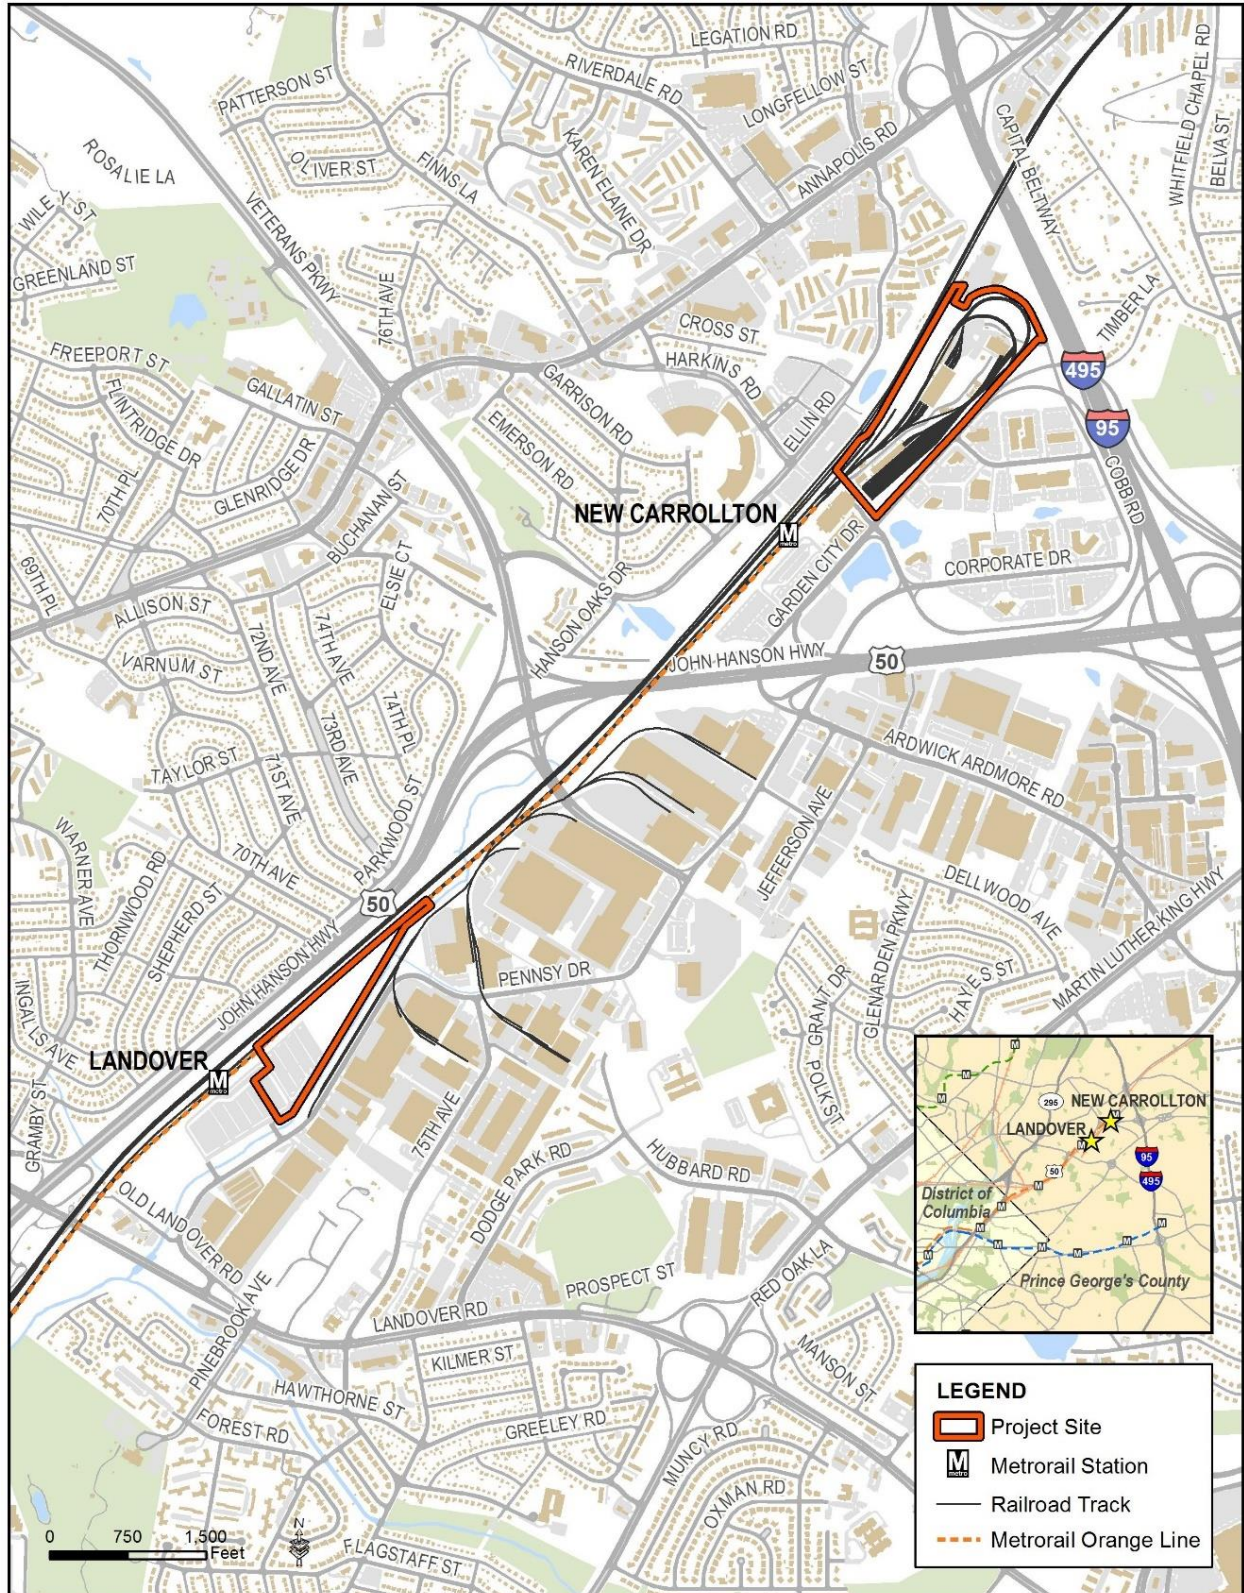 LEGATION RD
RIVERDALE RD
LONGFELLOW ST
PATTERSON ST
OLIVER ST
FINNS LA
KAREN ELAINE DR
ANNAPOLIS RD
CAPITAL BELTWAY
WHITFIELD CHAPEL RD
BELVA ST
ROSALIE LA
WILEY ST
GREENLAND ST
VETERANS PKWY
76TH AVE
CROSS ST
HARKINS RD
TIMBER LA
495
95
FREEPORT ST
FLINTRIDGE DR
GALLATIN ST
GARRISON RD
EMERSON RD
ELLIN RD
COBB RD
70TH PL
GLENRIDGE DR
BUCHANAN ST
NEW CARROLLTON
M
metro
69TH PL
ELSIE CT
HANSON OAKS DR
GARDEN CITY DR
CORPORATE DR
ALLISON ST
72ND AVE
74TH AVE
VARNUM ST
JOHN HANSON HWY
50
73RD AVE
74TH PL
TAYLOR ST
71ST AVE
ARDWICK ARDMORE RD
PARKWOOD ST
JEFFERSON AVE
WARNER AVE
THORNWOOD RD
70TH AVE
SHEPHERD ST
50
DELLWOOD AVE
MARTIN LUTHER KING HWY
JOHN HANSON HWY
PENNSY DR
GRANT DR
GLENARDEN PKWY
HAYES ST
INGALLS AVE
LANDOVER
M
metro
POLK ST
GRAMBY ST
75TH AVE
DODGE PARK RD
HUBBARD RD
OLD LANDOVER RD
PINEBROOK AVE
PROSPECT ST
RED OAK LA
LANDOVER RD
KILMER ST
MANSON ST
HAWTHORNE ST
FOREST RD
GREELEY RD
MUNCY RD
OXMAN RD
FLAGSTAFF ST
0 750 1,500
Feet
N
295
NEW CARROLLTON
LANDOVER
50
95
495
District of
Columbia
Prince George's County
M
M
M
M
M
M
M
M
M
M
M
M
M
M
LEGEND
Project Site
M
metro
Metrorail Station
Railroad Track
Metrorail Orange Line